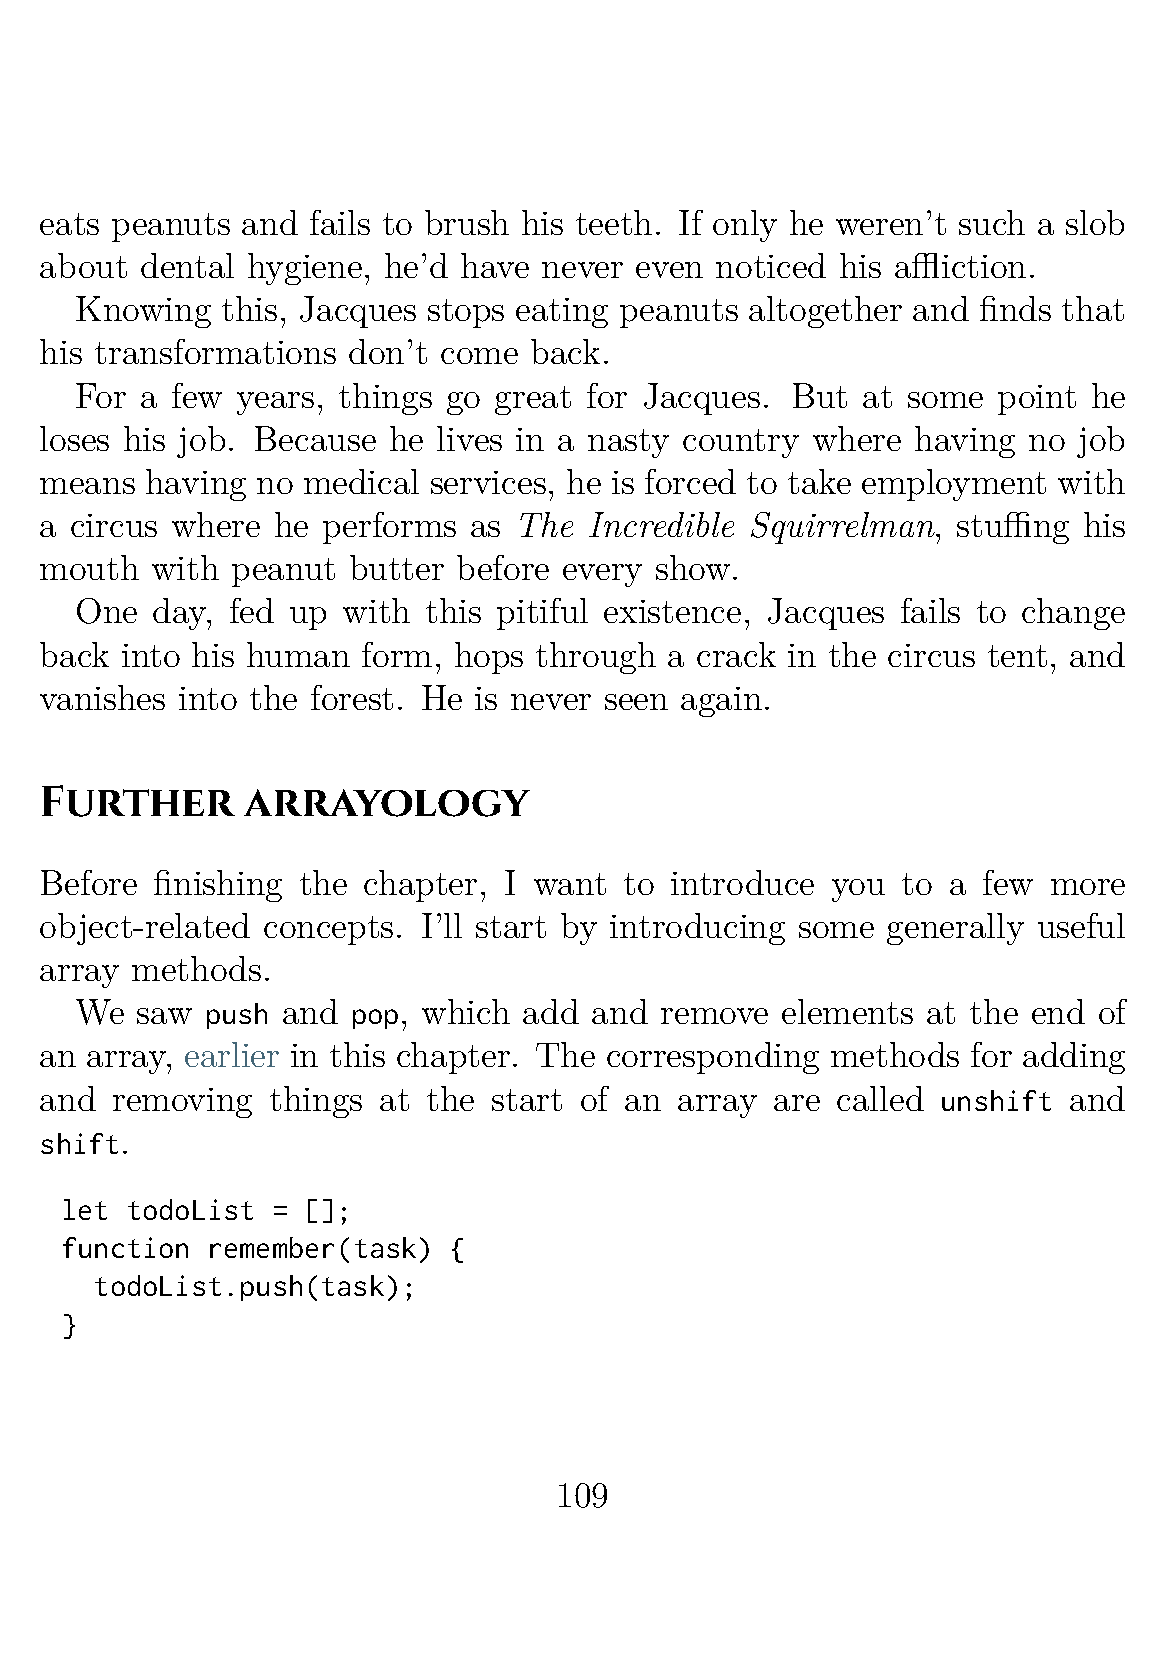 eats peanuts and fails to brush his teeth. If only he weren't such a slob
about dental hygiene, he'd have never even noticed his affliction.
Knowing this, Jacques stops eating peanuts altogether and finds that
his transformations don't come back.
For a few years, things go great for Jacques. But at some point he
loses his job. Because he lives in a nasty country where having no job
means having no medical services, he is forced to take employment with
a circus where he performs as The Incredible Squirrelman, stuffing his
mouth with peanut butter before every show.
One day, fed up with this pitiful existence, Jacques fails to change
back into his human form, hops through a crack in the circus tent, and
vanishes into the forest. He is never seen again.
Further arrayology
Before finishing the chapter, I want to introduce you to a few more
object-related concepts. I'll start by introducing some generally useful
array methods.
We saw push and pop, which add and remove elements at the end of
an array, earlier in this chapter. The corresponding methods for adding
and removing things at the start of an array are called unshift and
shift.
let todoList = [];
function remember(task) {
  todoList.push(task);
}
109